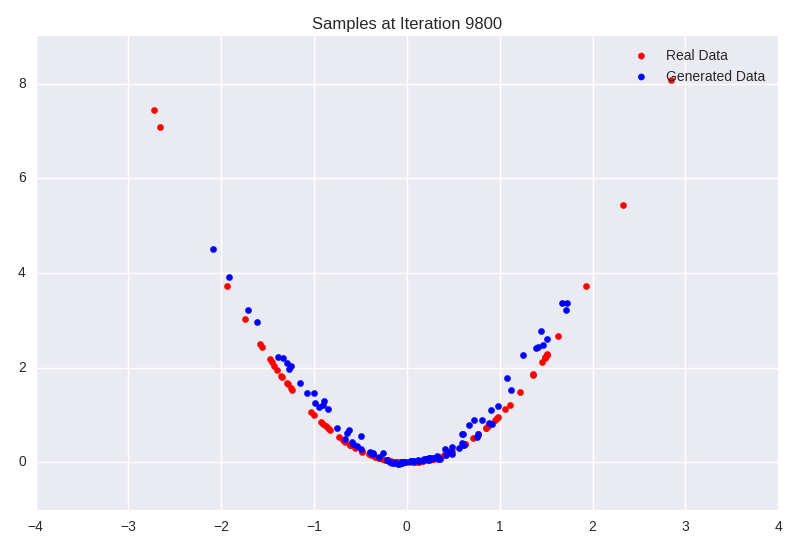 Samples at Iteration 9800
Real Data
Generated Data
8
6
4
2
0
−4 −3 −2 −1 0 1 2 3 4